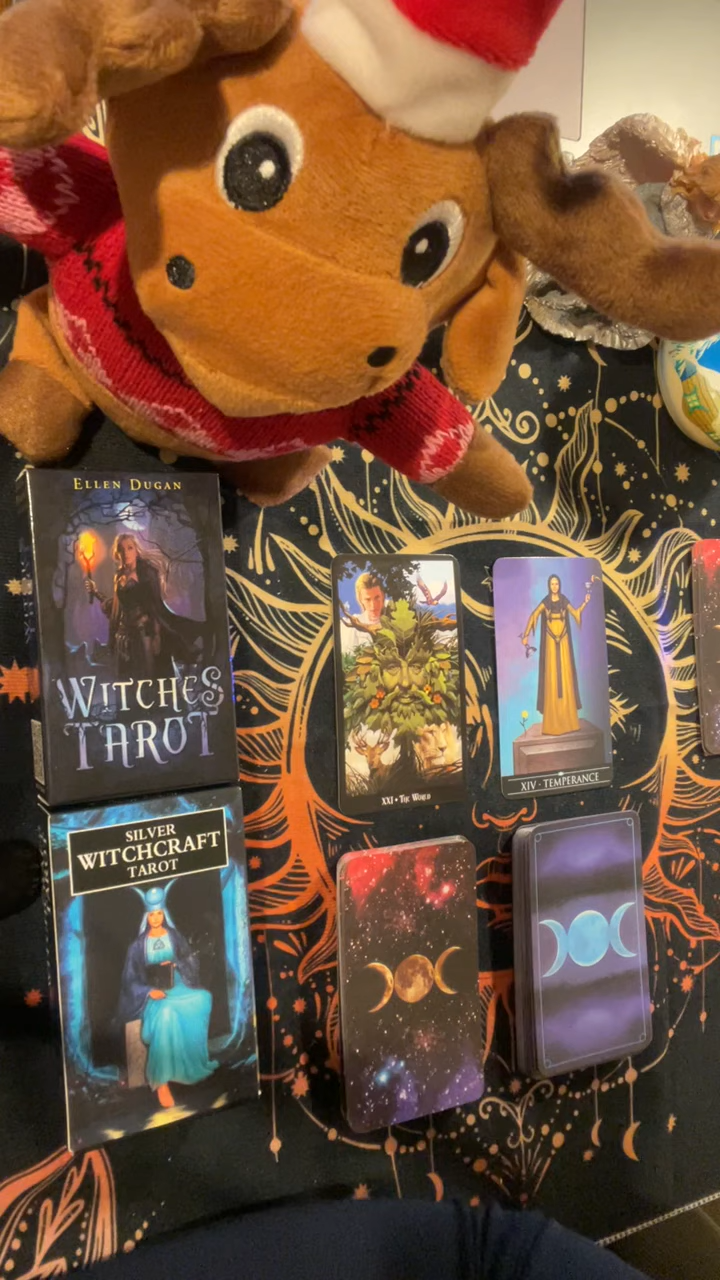 ELLEN DUGAN
WITCHES
TAROT
SILVER
WITCHCRAFT
TAROT
XXI • THE WORLD
XIV - TEMPERANCE